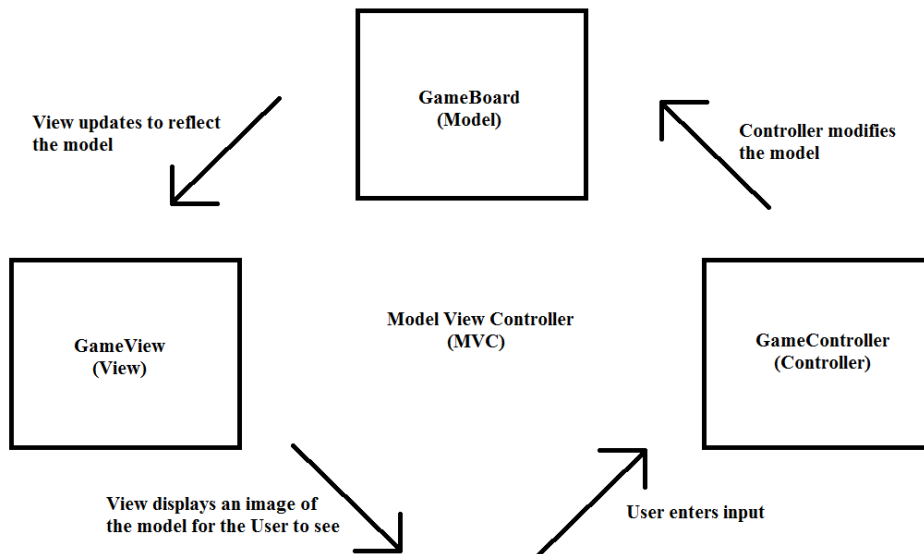 GameBoard
(Model)
View updates to reflect
the model
Controller modifies
the model
GameView
(View)
Model View Controller
(MVC)
GameController
(Controller)
View displays an image of
the model for the User to see
User enters input